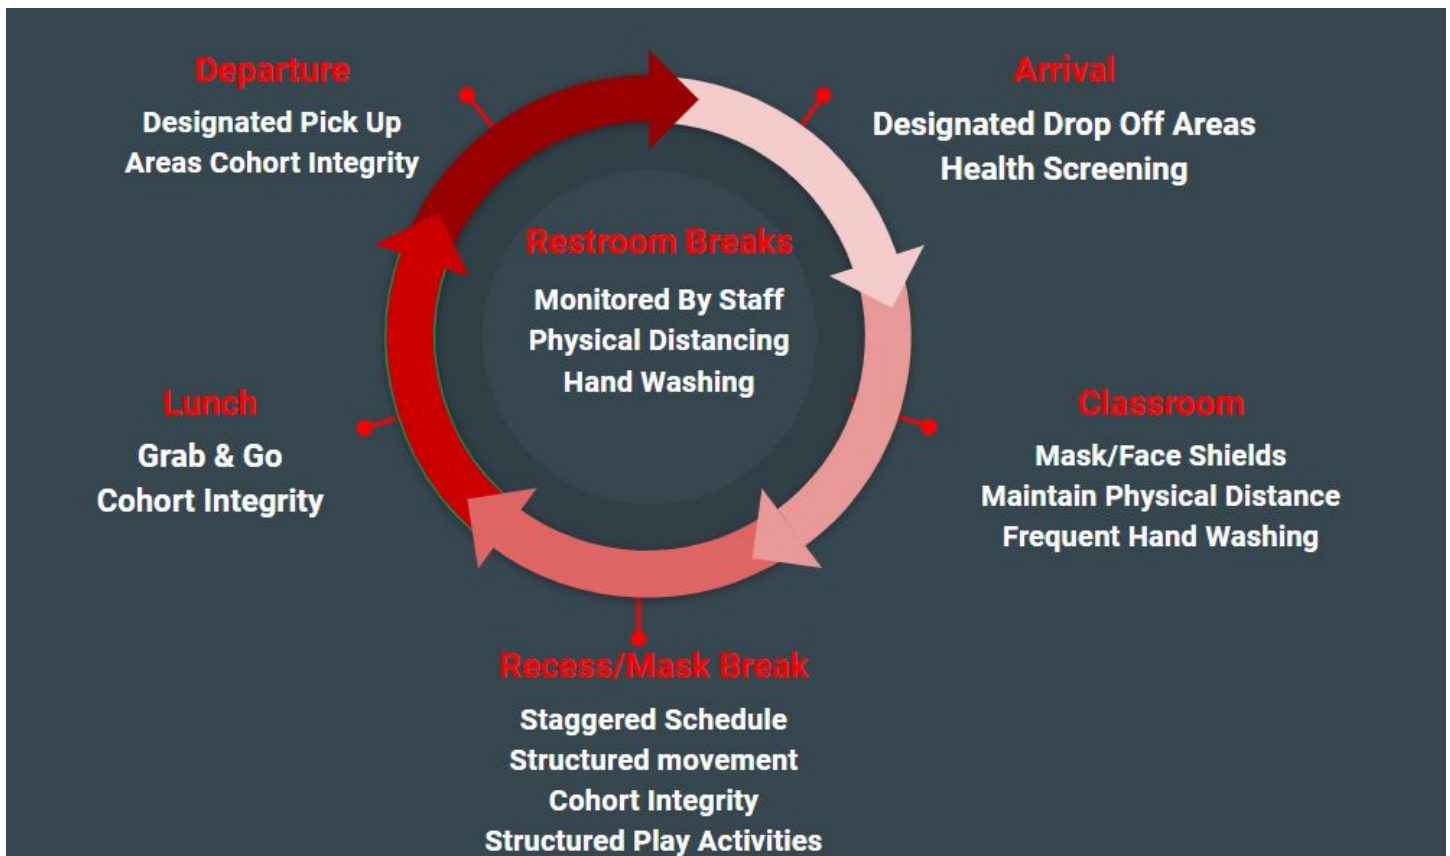 Departure
Designated Pick Up
Areas Cohort Integrity
Arrival
Designated Drop Off Areas
Health Screening
Restroom Breaks
Monitored By Staff
Physical Distancing
Hand Washing
Lunch
Grab & Go
Cohort Integrity
Classroom
Mask/Face Shields
Maintain Physical Distance
Frequent Hand Washing
Recess/Mask Break
Staggered Schedule
Structured movement
Cohort Integrity
Structured Play Activities